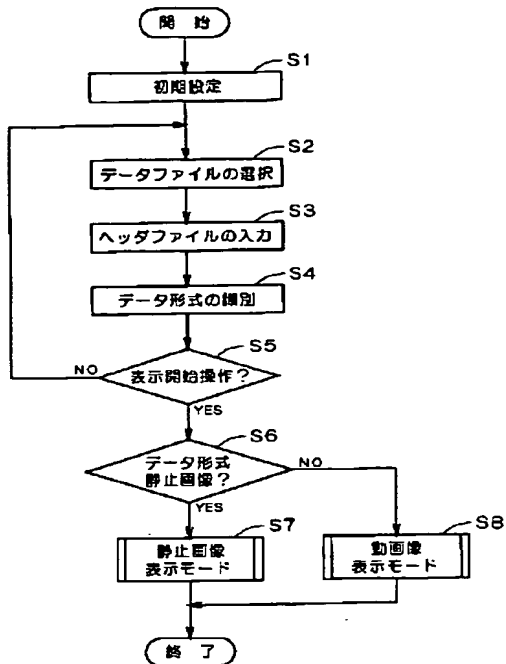 開 始
S1
初期設定
S2
データファイルの選択
S3
ヘッダファイルの入力
S4
データ形式の識別
S5
表示開始操作？
NO
YES
S6
データ形式
静止画像？
NO
YES
S7
静止画像
表示モード
S8
動画像
表示モード
終 了